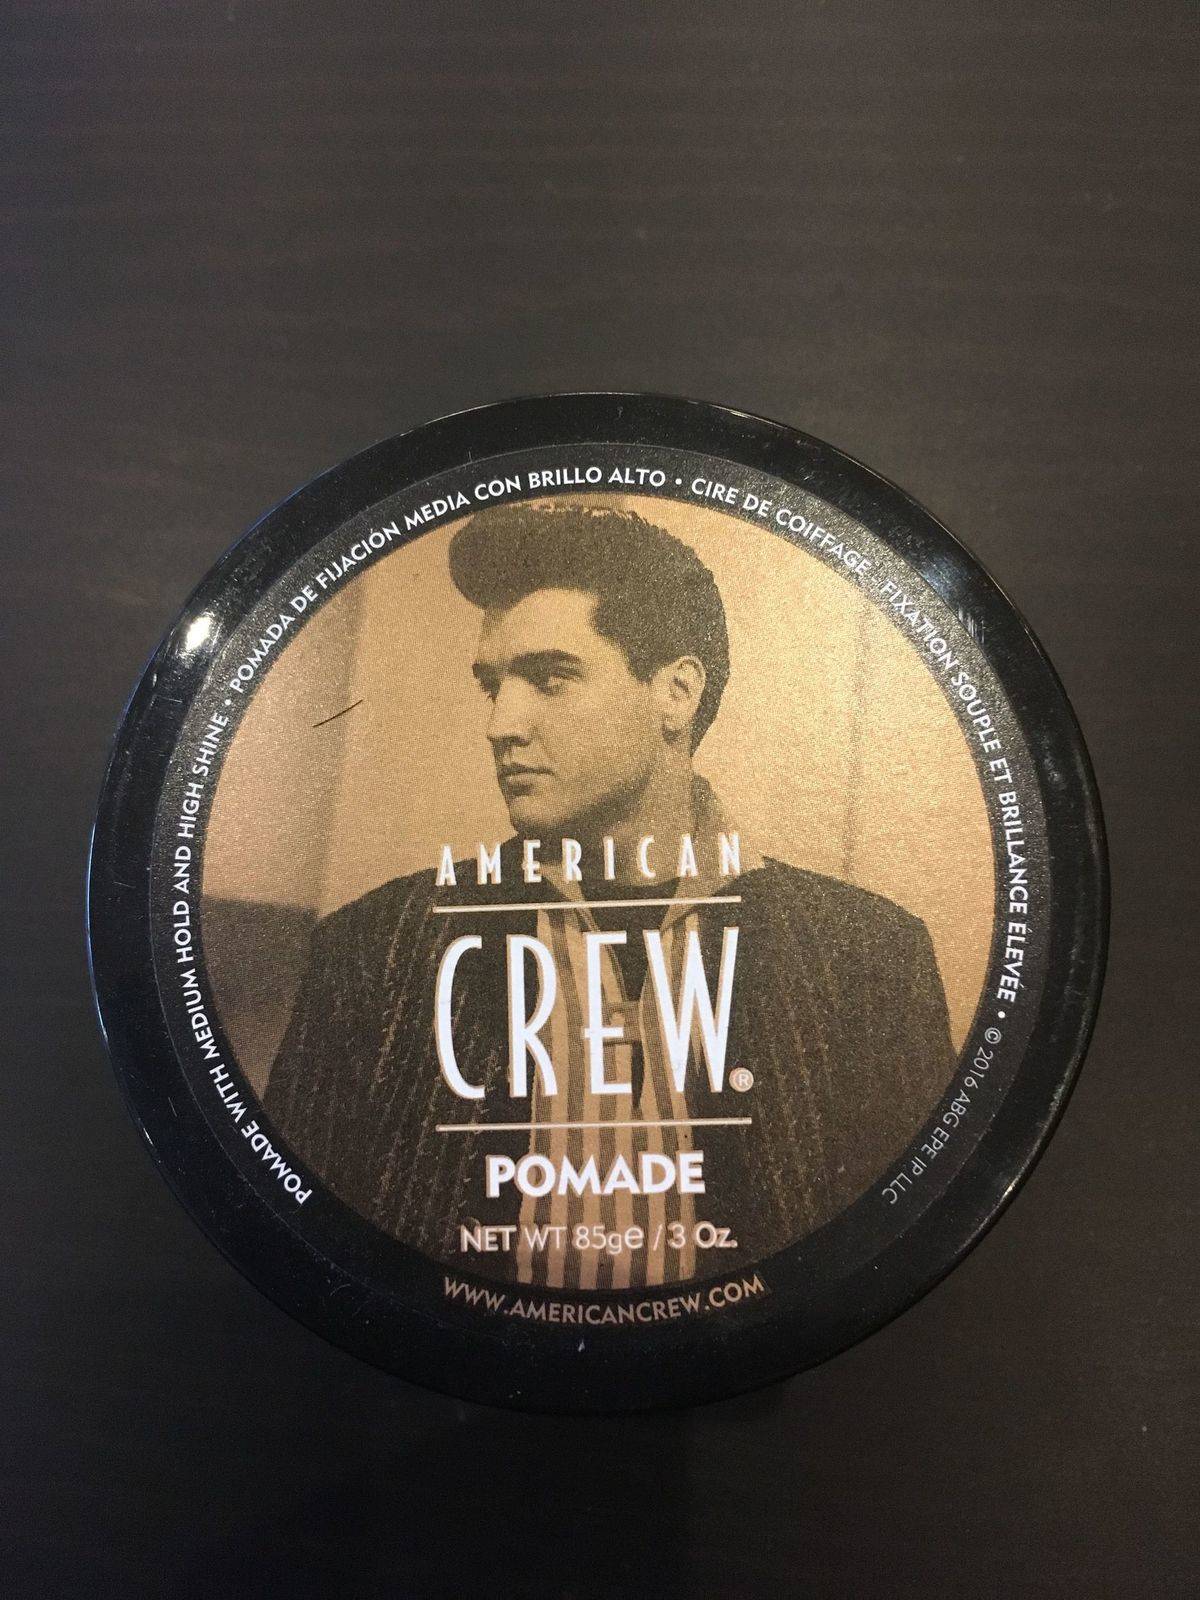 POMADE WITH MEDIUM HOLD AND HIGH SHINE • POMADA DE FIJACIÓN MEDIA CON BRILLO ALTO • CIRE DE COIFFAGE FIXATION SOUPLE ET BRILLANCE ÉLEVÉE • © 2016 ABG EPE IP LLC
AMERICAN
CREW®
POMADE
NET WT 85g℮ / 3 Oz.
WWW.AMERICANCREW.COM